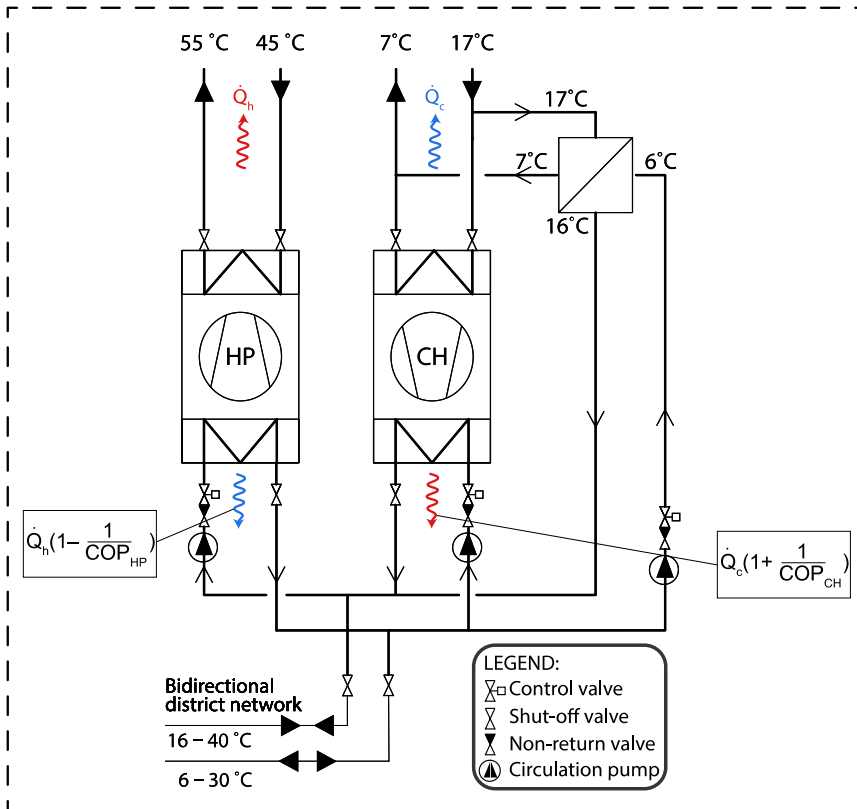 55 ˚C 45 ˚C 7˚C 17˚C
Q̇h Q̇c
17˚C
7˚C 6˚C
16˚C
HP CH
Q̇h(1– 1/COPHP)
Q̇c(1+ 1/COPCH)
Bidirectional
district network
16 – 40 ˚C
6 – 30 ˚C
LEGEND:
Control valve
Shut-off valve
Non-return valve
Circulation pump